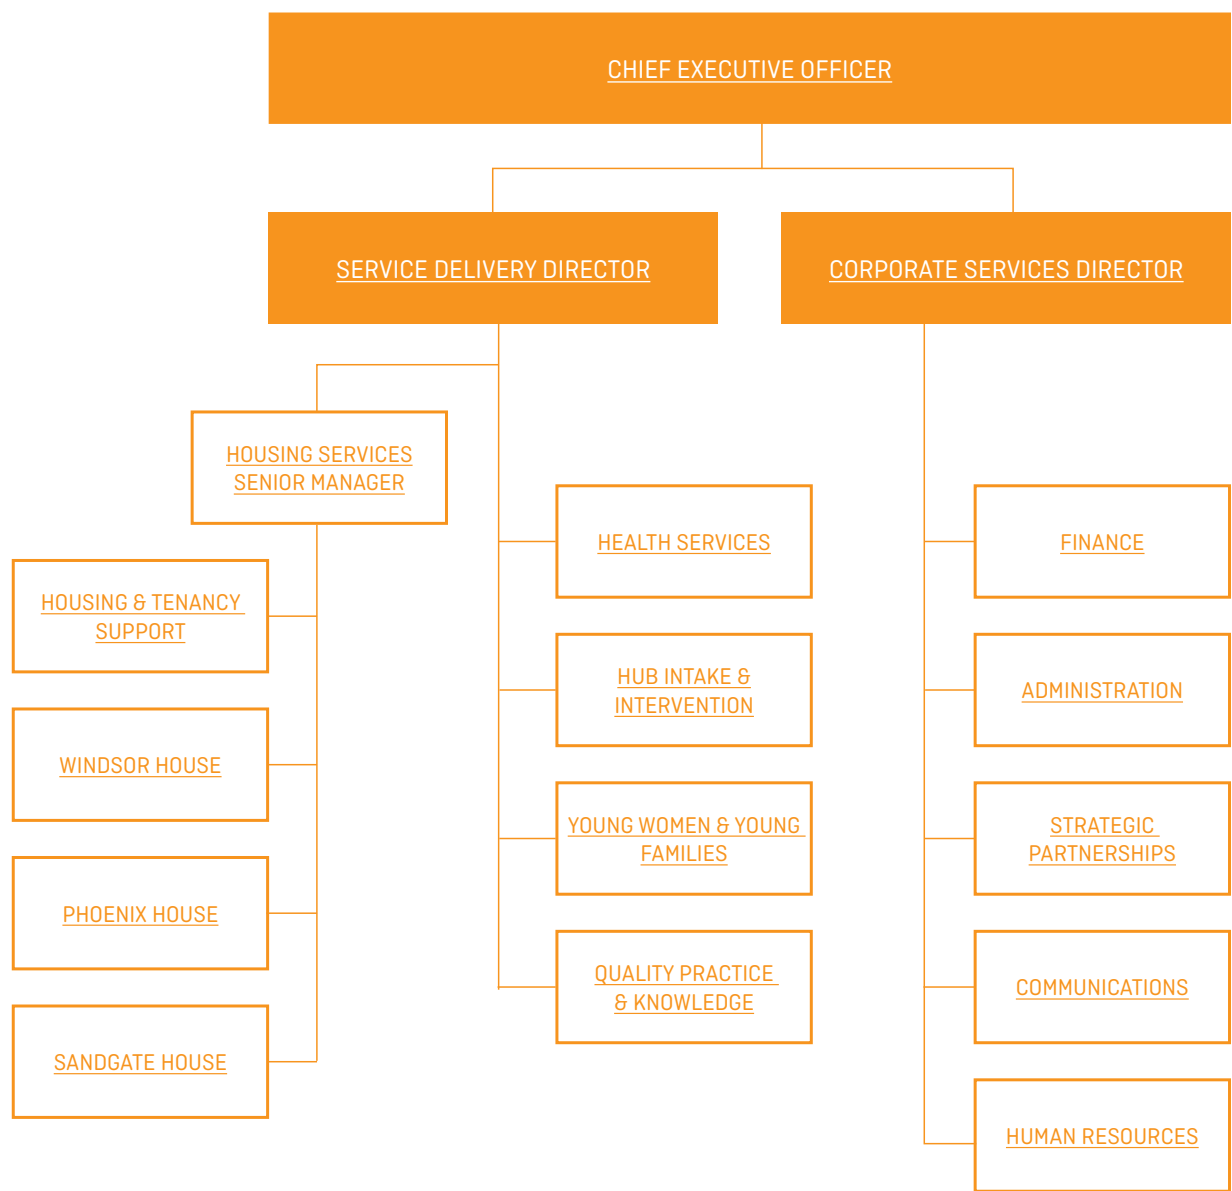 CHIEF EXECUTIVE OFFICER
SERVICE DELIVERY DIRECTOR
CORPORATE SERVICES DIRECTOR
HOUSING SERVICES
SENIOR MANAGER
HOUSING & TENANCY
SUPPORT
WINDSOR HOUSE
PHOENIX HOUSE
SANDGATE HOUSE
HEALTH SERVICES
HUB INTAKE &
INTERVENTION
YOUNG WOMEN & YOUNG
FAMILIES
QUALITY PRACTICE
& KNOWLEDGE
FINANCE
ADMINISTRATION
STRATEGIC
PARTNERSHIPS
COMMUNICATIONS
HUMAN RESOURCES